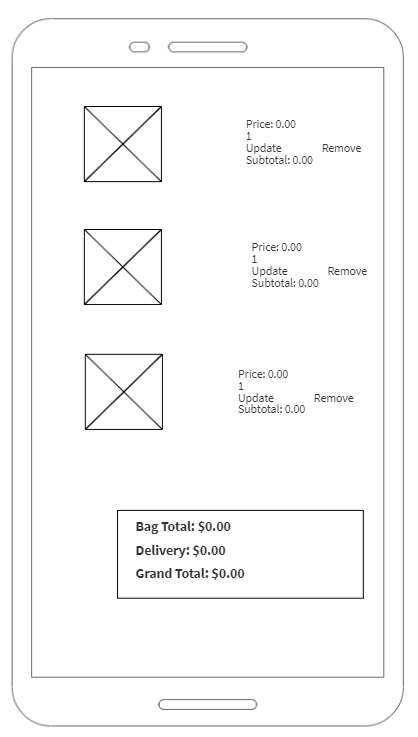 Price: 0.00
1
Update Remove
Subtotal: 0.00
Price: 0.00
1
Update Remove
Subtotal: 0.00
Price: 0.00
1
Update Remove
Subtotal: 0.00
Bag Total: $0.00
Delivery: $0.00
Grand Total: $0.00